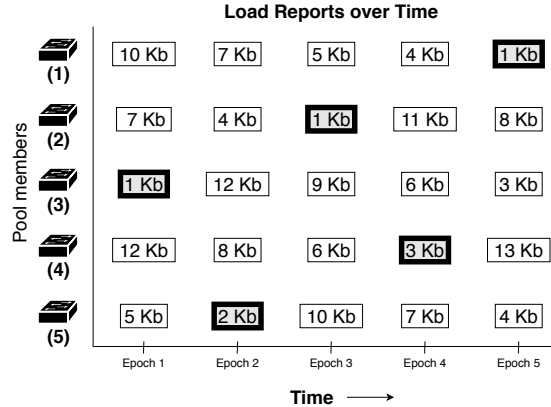 Load Reports over Time
Pool members
(1) 10 Kb 7 Kb 5 Kb 4 Kb 1 Kb
(2) 7 Kb 4 Kb 1 Kb 11 Kb 8 Kb
(3) 1 Kb 12 Kb 9 Kb 6 Kb 3 Kb
(4) 12 Kb 8 Kb 6 Kb 3 Kb 13 Kb
(5) 5 Kb 2 Kb 10 Kb 7 Kb 4 Kb
Epoch 1 Epoch 2 Epoch 3 Epoch 4 Epoch 5
Time